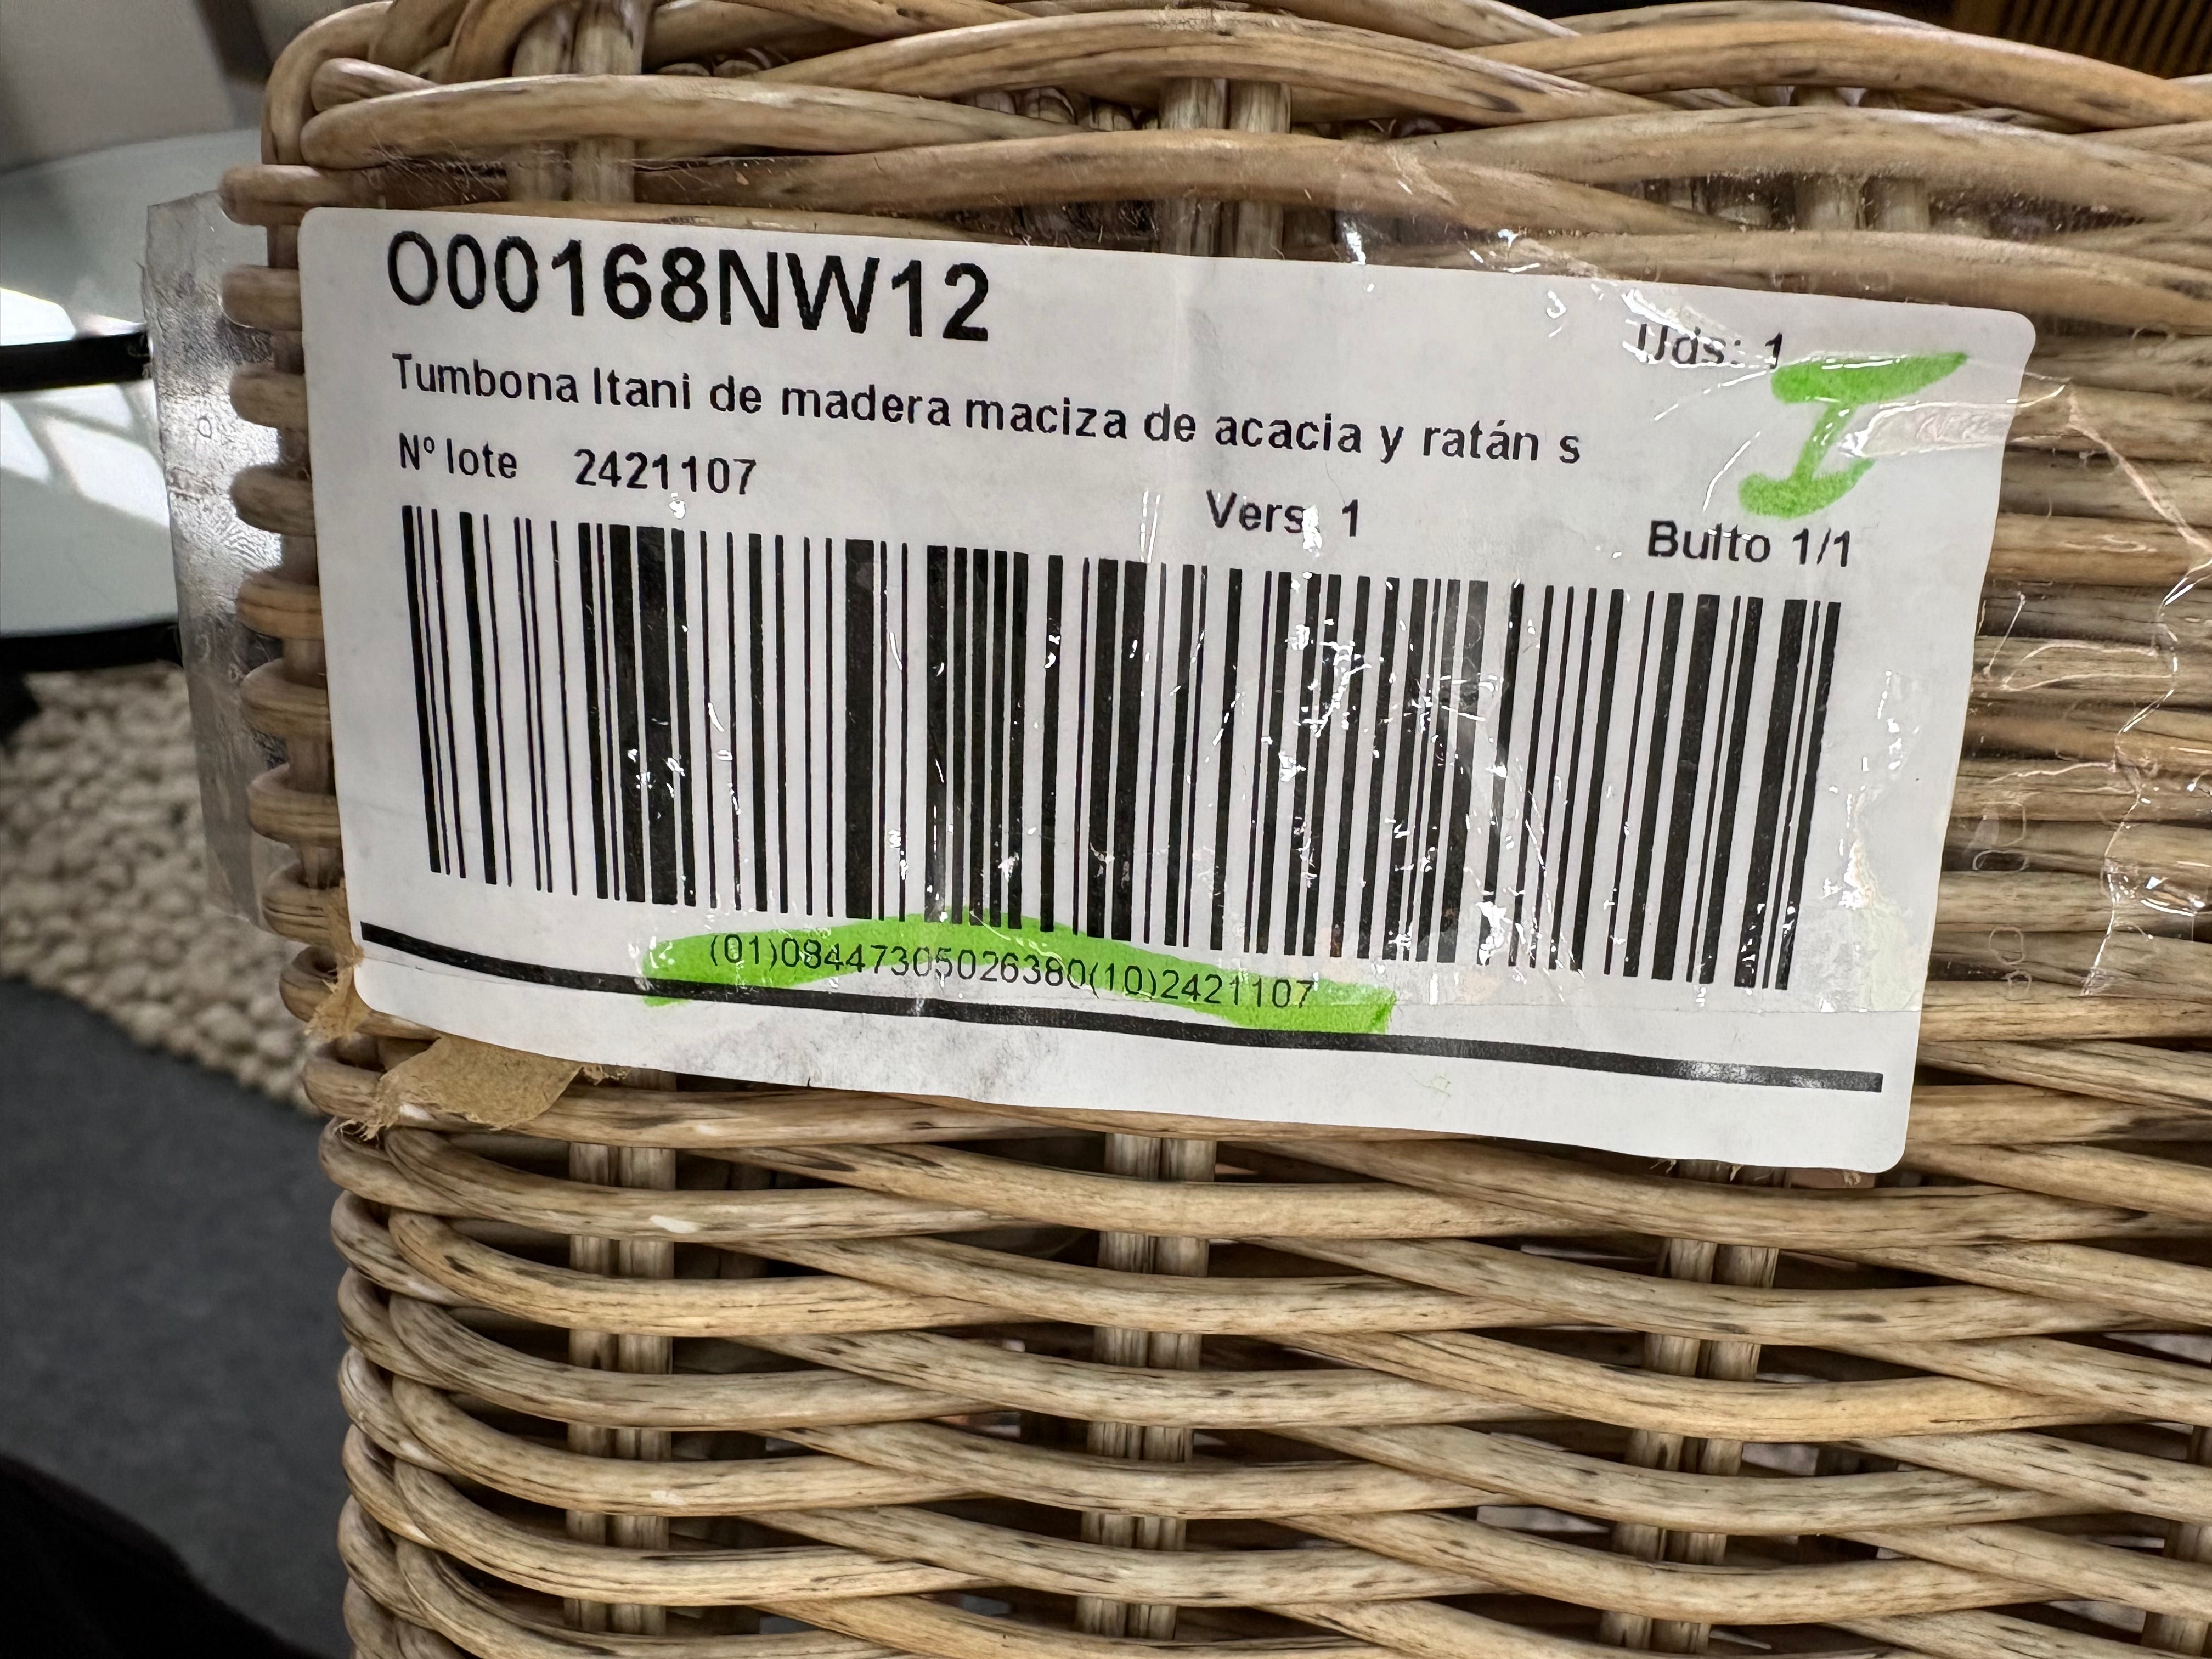 O00168NW12
Uds: 1
Tumbona Itani de madera maciza de acacia y ratán s
Nº lote 2421107
Vers. 1
Bulto 1/1
I
(01)08447305026380(10)2421107